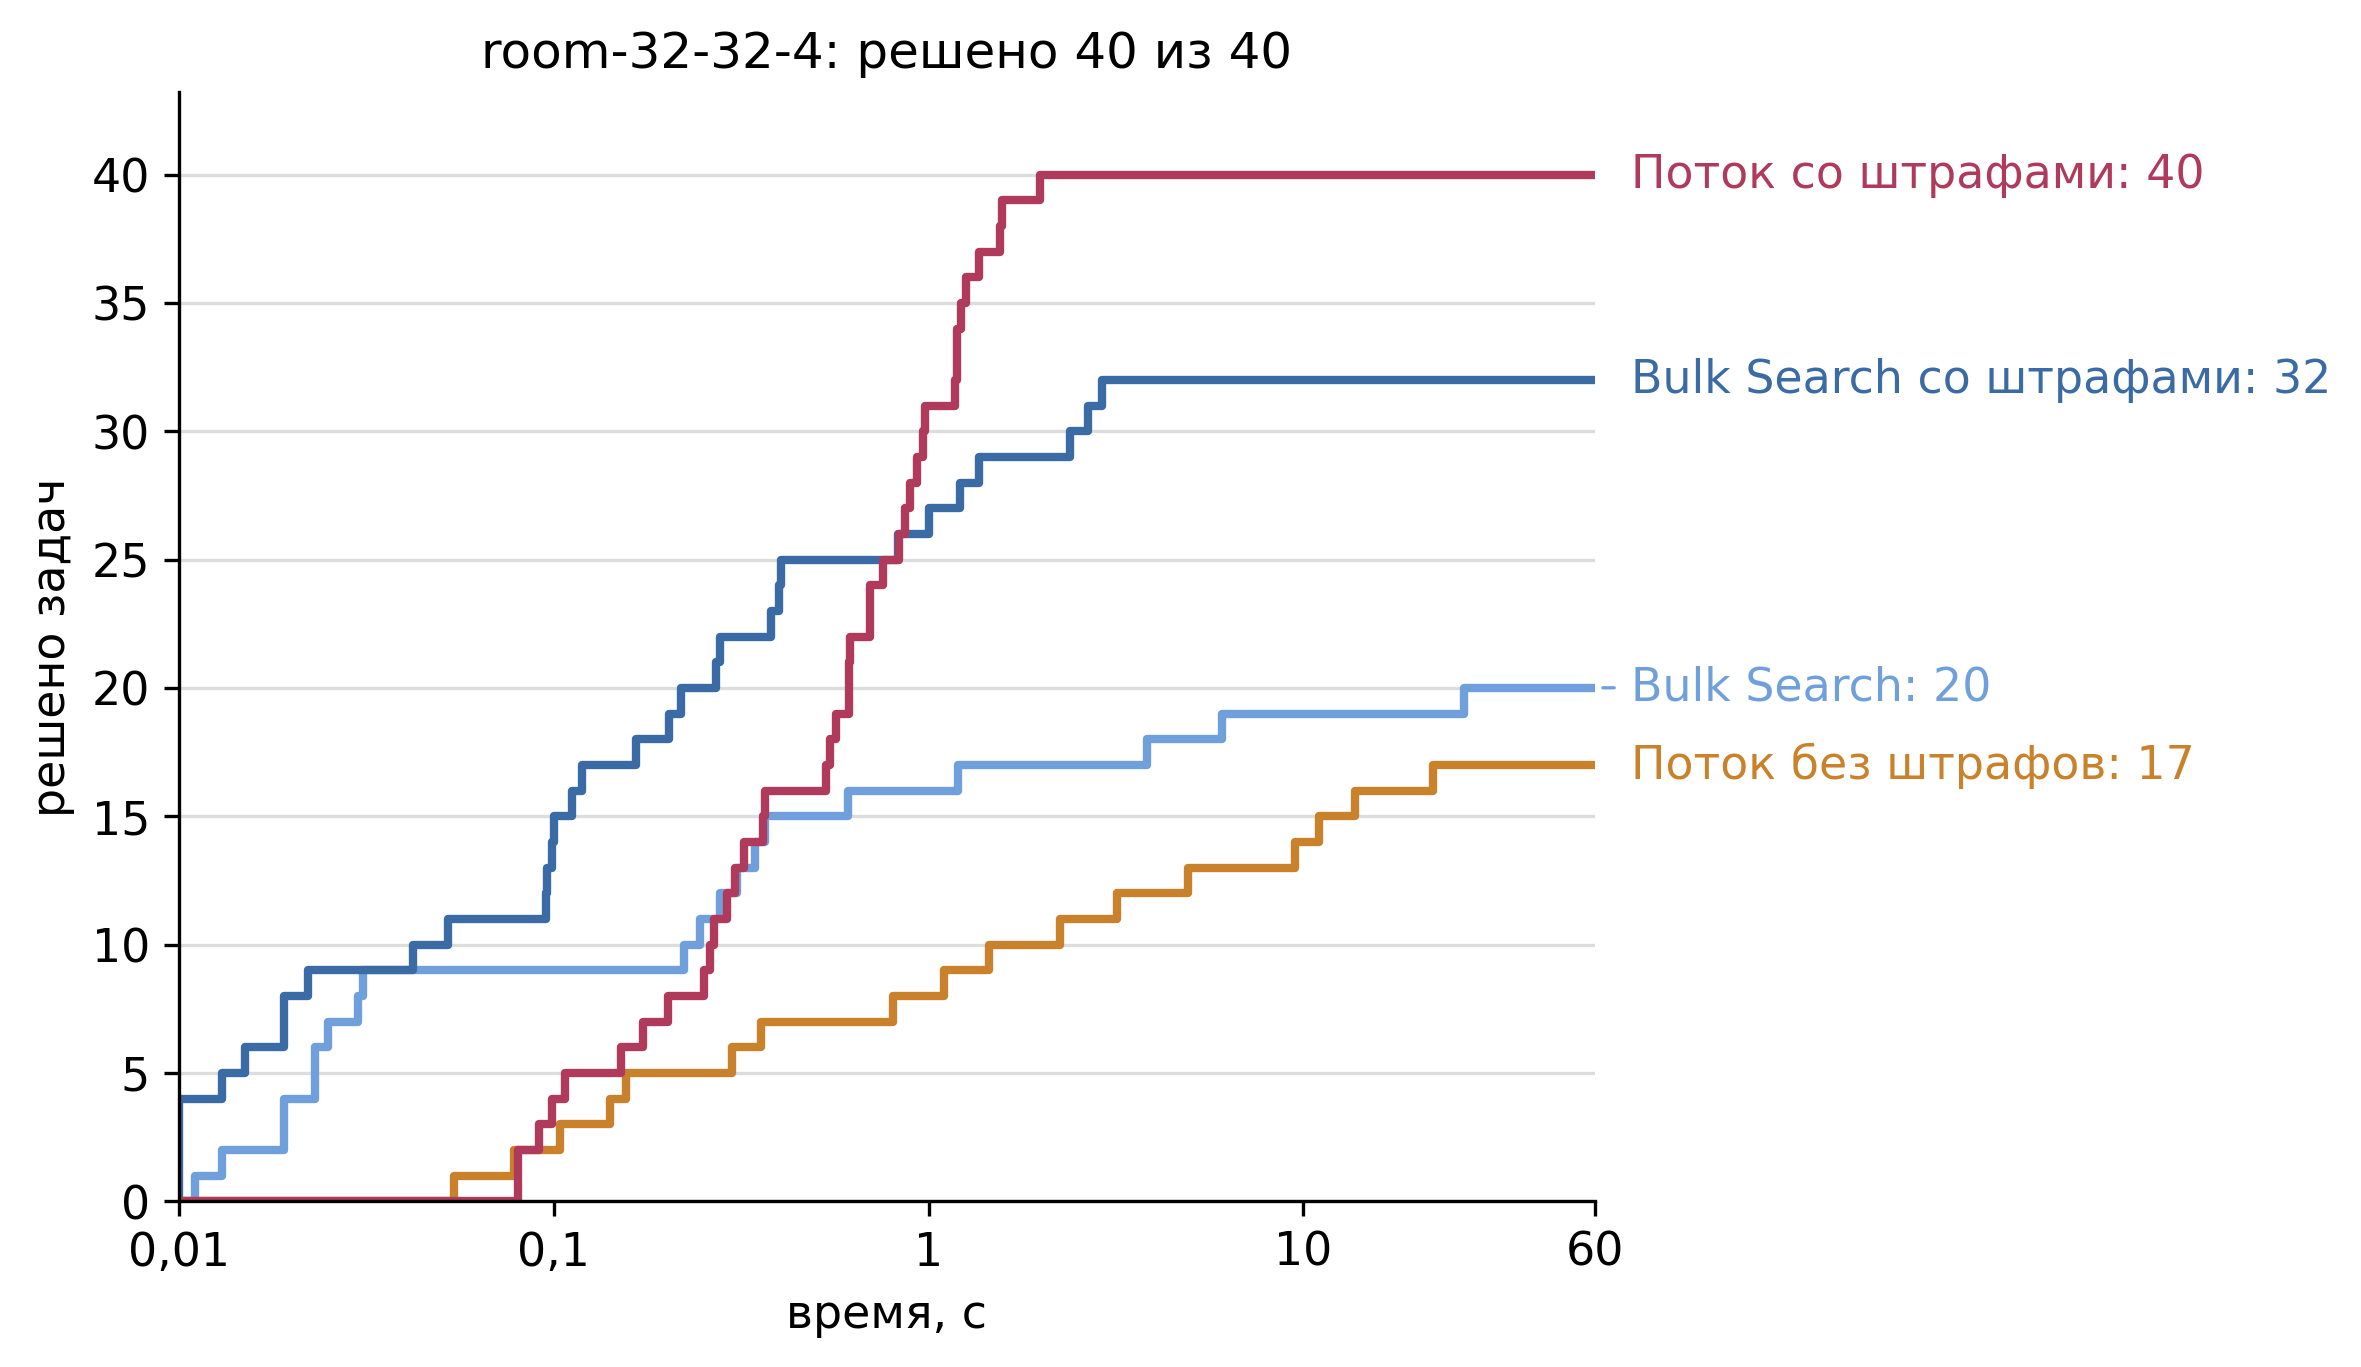 room-32-32-4: решено 40 из 40
решено задач
40
35
30
25
20
15
10
5
0
Поток со штрафами: 40
Bulk Search со штрафами: 32
Bulk Search: 20
Поток без штрафов: 17
0,01 0,1 1 10 60
время, с